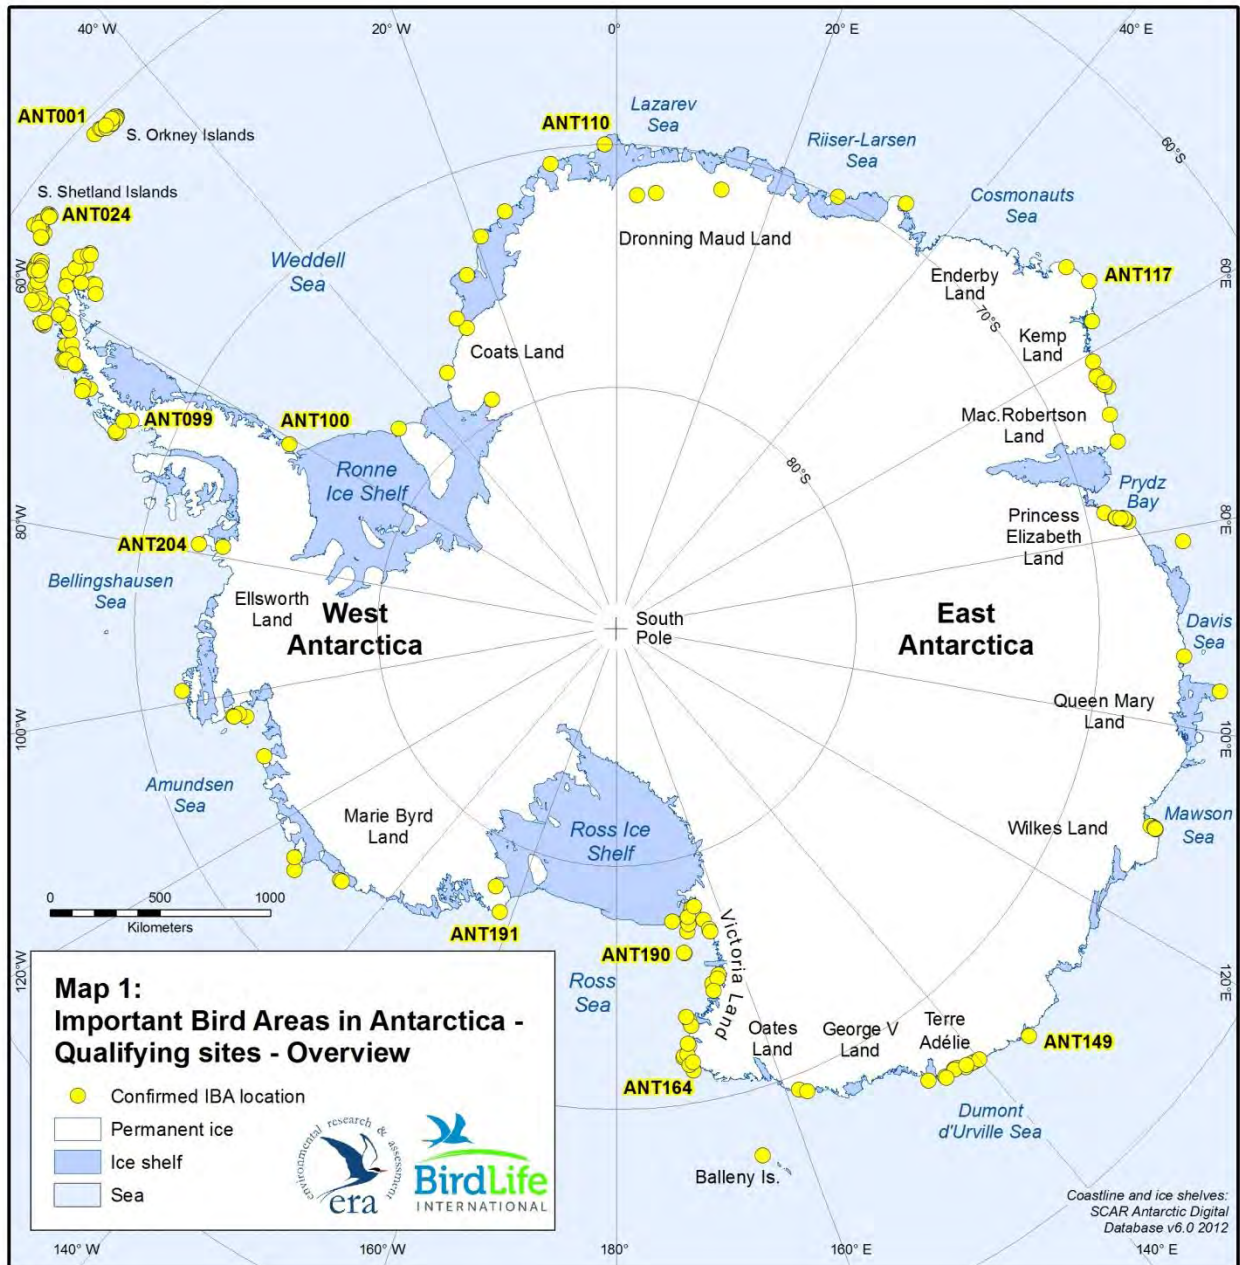 40° W
20° W
0°
20° E
40° E
ANT001
S. Orkney Islands
ANT110
Lazarev
Sea
Riiser-Larsen
Sea
60°S
S. Shetland Islands
ANT024
Cosmonauts
Sea
Weddell
Sea
Dronning Maud Land
60°W
Enderby
Land
ANT117
60°E
70°S
Kemp
Land
Coats Land
Mac.Robertson
Land
ANT099
ANT100
Ronne
Ice Shelf
80°S
Prydz
Bay
80°W
80°E
ANT204
Princess
Elizabeth
Land
Bellingshausen
Sea
Ellsworth
Land
West
Antarctica
South
Pole
East
Antarctica
Davis
Sea
Queen Mary
Land
100°W
100°E
Amundsen
Sea
Marie Byrd
Land
Ross Ice
Shelf
Wilkes Land
Mawson
Sea
0
500
1000
Kilometers
ANT191
ANT190
Victoria Land
Ross
Sea
120°W
120°E
Map 1:
Important Bird Areas in Antarctica -
Qualifying sites - Overview
Oates
Land
George V
Land
Terre
Adélie
ANT149
ANT164
Confirmed IBA location
Permanent ice
Ice shelf
Sea
environmental research & assessment
era
BirdLife
INTERNATIONAL
Dumont
d'Urville Sea
Balleny Is.
Coastline and ice shelves:
SCAR Antarctic Digital
Database v6.0 2012
140° W
160° W
180°
160° E
140° E